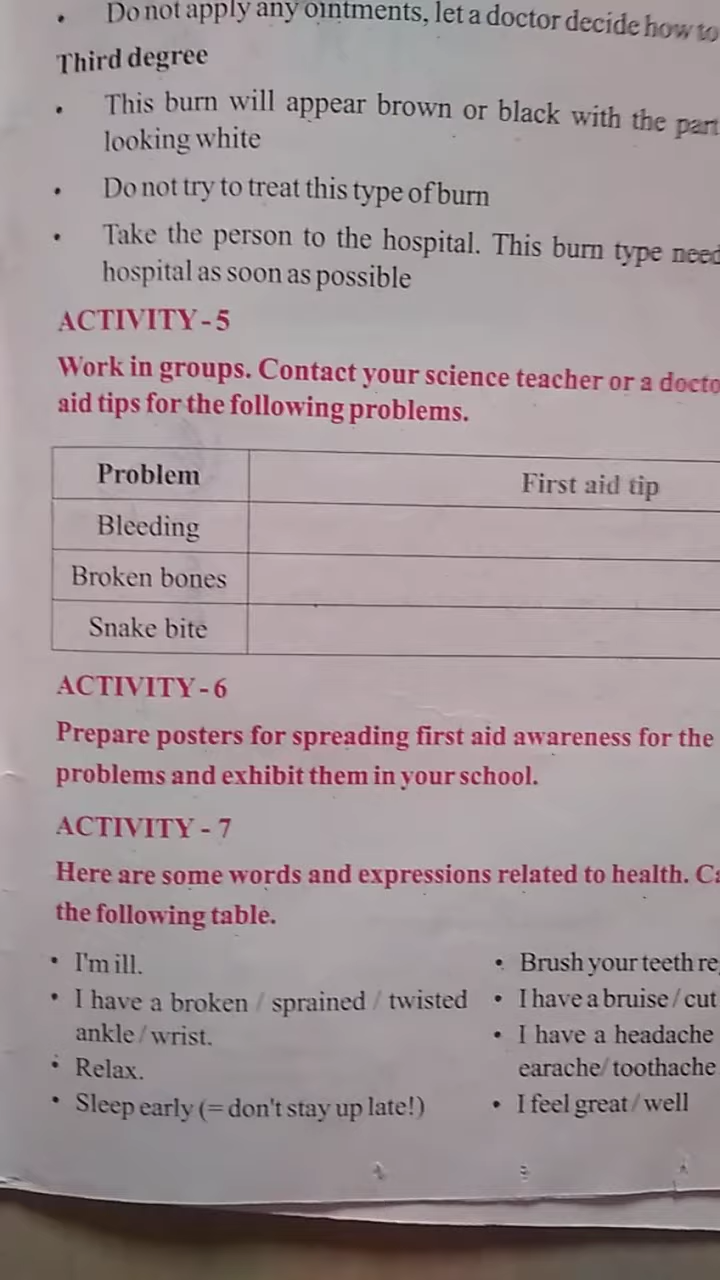 • Do not apply any ointments, let a doctor decide how to
Third degree
• This burn will appear brown or black with the part
looking white
• Do not try to treat this type of burn
• Take the person to the hospital. This burn type need
hospital as soon as possible
ACTIVITY - 5
Work in groups. Contact your science teacher or a docto
aid tips for the following problems.
Problem First aid tip
Bleeding
Broken bones
Snake bite
ACTIVITY - 6
Prepare posters for spreading first aid awareness for the
problems and exhibit them in your school.
ACTIVITY - 7
Here are some words and expressions related to health. Ca
the following table.
• I'm ill.
• I have a broken / sprained / twisted
ankle / wrist.
• Relax.
• Sleep early (= don't stay up late!)
• Brush your teeth re
• I have a bruise / cut
• I have a headache
earache/ toothache
• I feel great / well